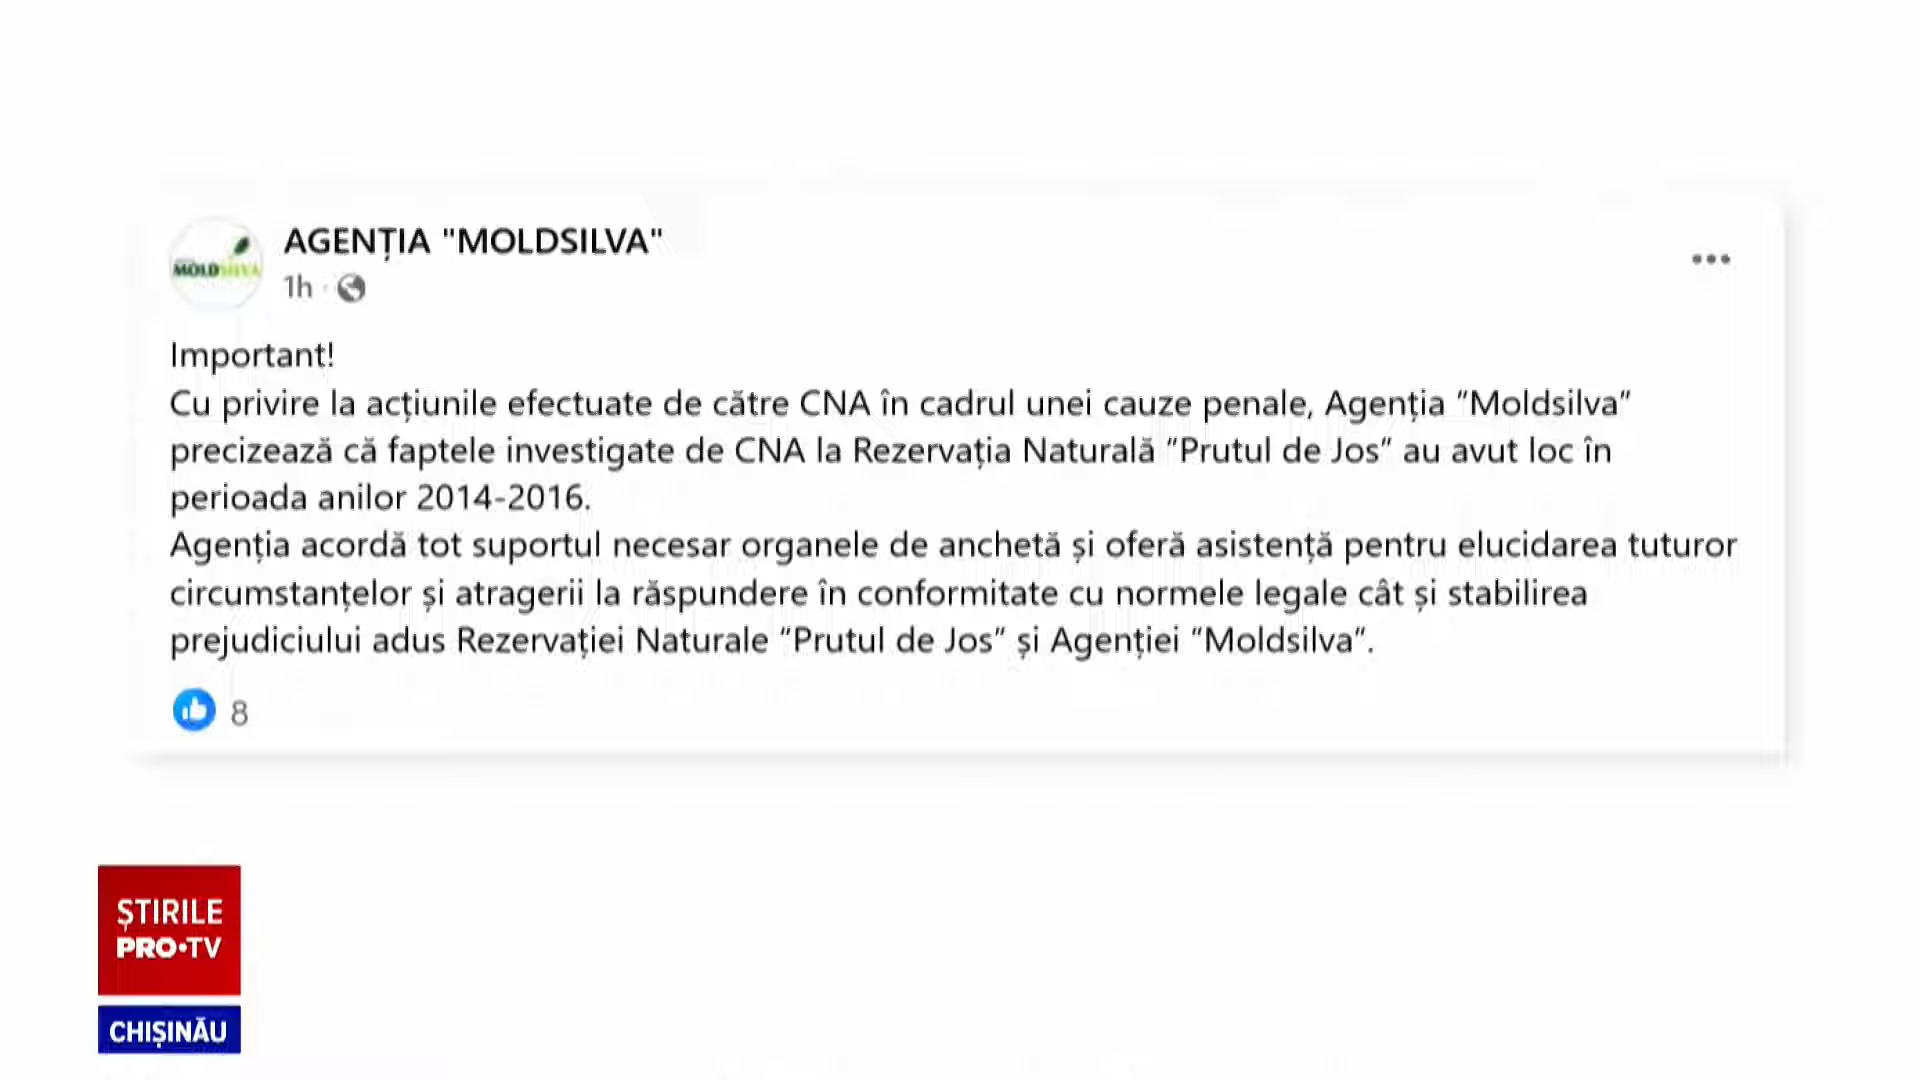 AGENȚIA "MOLDSILVA"
1h
MOLDSILVA
Important!
Cu privire la acțiunile efectuate de către CNA în cadrul unei cauze penale, Agenția "Moldsilva"
precizează că faptele investigate de CNA la Rezervația Naturală "Prutul de Jos" au avut loc în
perioada anilor 2014-2016.
Agenția acordă tot suportul necesar organele de anchetă și oferă asistență pentru elucidarea tuturor
circumstanțelor și atragerii la răspundere în conformitate cu normele legale cât și stabilirea
prejudiciului adus Rezervației Naturale "Prutul de Jos" și Agenției "Moldsilva".
8
ȘTIRILE
PRO•TV
CHIȘINĂU